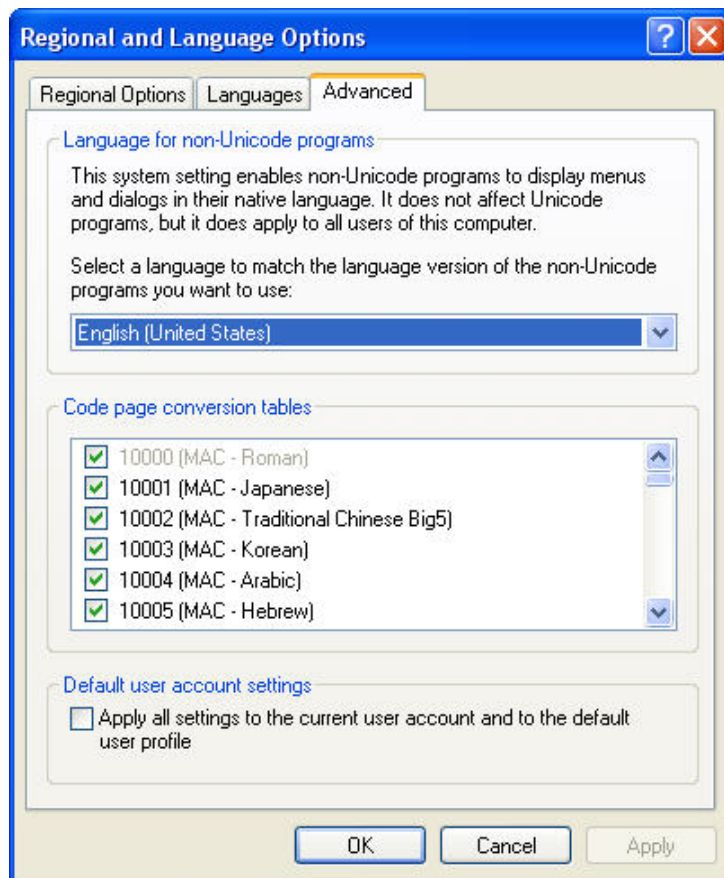 Regional and Language Options
Regional Options
Languages
Advanced
Language for non-Unicode programs
This system setting enables non-Unicode programs to display menus
and dialogs in their native language. It does not affect Unicode
programs, but it does apply to all users of this computer.
Select a language to match the language version of the non-Unicode
programs you want to use:
English (United States)
Code page conversion tables
10000 (MAC - Roman)
10001 (MAC - Japanese)
10002 (MAC - Traditional Chinese Big5)
10003 (MAC - Korean)
10004 (MAC - Arabic)
10005 (MAC - Hebrew)
Default user account settings
Apply all settings to the current user account and to the default
user profile
OK
Cancel
Apply